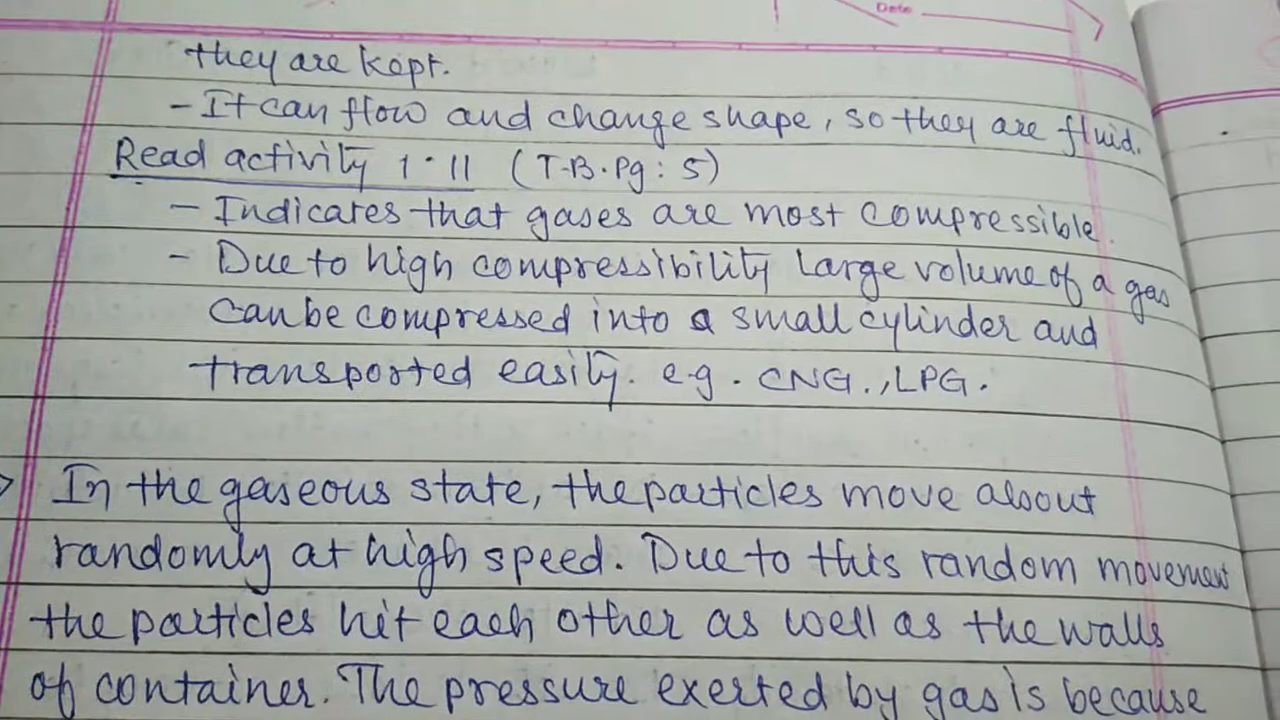 Date
they are kept.
- It can flow and change shape, so they are fluid.
Read activity 1.11 (T.B. Pg: 5)
- Indicates that gases are most compressible.
- Due to high compressibility large volume of a gas
can be compressed into a small cylinder and
transported easily. e.g. CNG., LPG.
In the gaseous state, the particles move about
randomly at high speed. Due to this random movement
the particles hit each other as well as the walls
of container. The pressure exerted by gas is because